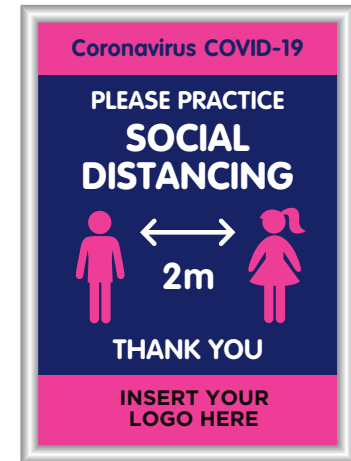 Coronavirus COVID-19
PLEASE PRACTICE
SOCIAL
DISTANCING
2m
THANK YOU
INSERT YOUR
LOGO HERE